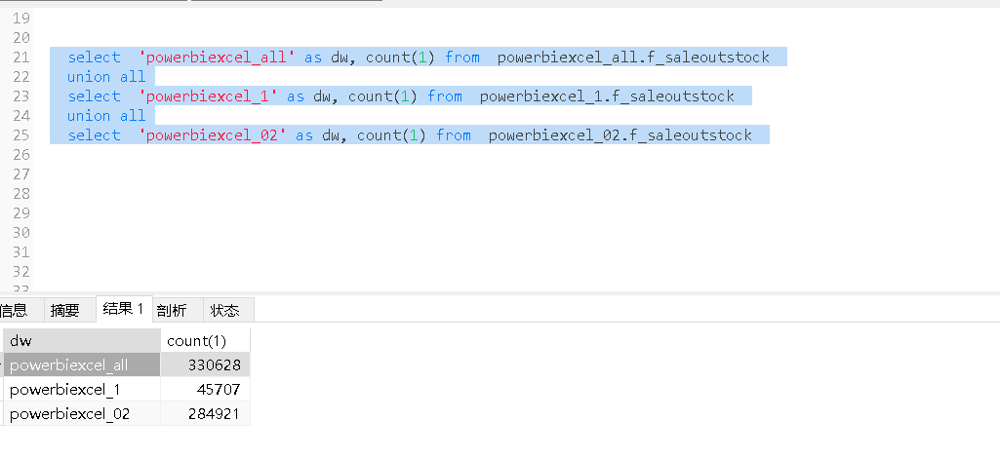 19
20
21 select 'powerbiexcel_all' as dw, count(1) from powerbiexcel_all.f_saleoutstock
22 union all
23 select 'powerbiexcel_1' as dw, count(1) from powerbiexcel_1.f_saleoutstock
24 union all
25 select 'powerbiexcel_02' as dw, count(1) from powerbiexcel_02.f_saleoutstock
26
27
28
29
30
31
32
33
信息 摘要 结果 1 剖析 状态
dw count(1)
powerbiexcel_all 330628
powerbiexcel_1 45707
powerbiexcel_02 284921